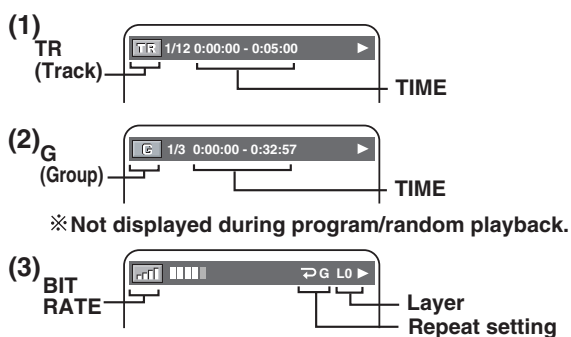 (1)
TR
(Track)
TR 1/12 0:00:00 - 0:05:00
TIME
(2)
G
(Group)
G 1/3 0:00:00 - 0:32:57
TIME
※Not displayed during program/random playback.
(3)
BIT
RATE
G L0
Layer
Repeat setting